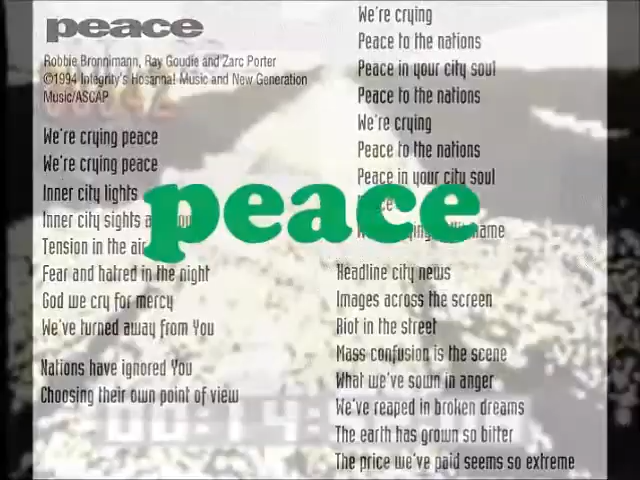 peace
Robbie Bronnimann, Ray Goudie and Zarc Porter
©1994 Integrity's Hosanna! Music and New Generation
Music/ASCAP
We're crying peace
We're crying peace
Inner city lights
Inner city sights
Tension in the air
Fear and hatred in the night
God we cry for mercy
We've turned away from You
Nations have ignored You
Choosing their own point of view
We're crying
Peace to the nations
Peace in your city soul
Peace to the nations
We're crying
Peace to the nations
Peace in your city soul
name
peace
Headline city news
Images across the screen
Riot in the street
Mass confusion is the scene
What we've sown in anger
We've reaped in broken dreams
The earth has grown so bitter
The price we've paid seems so extreme